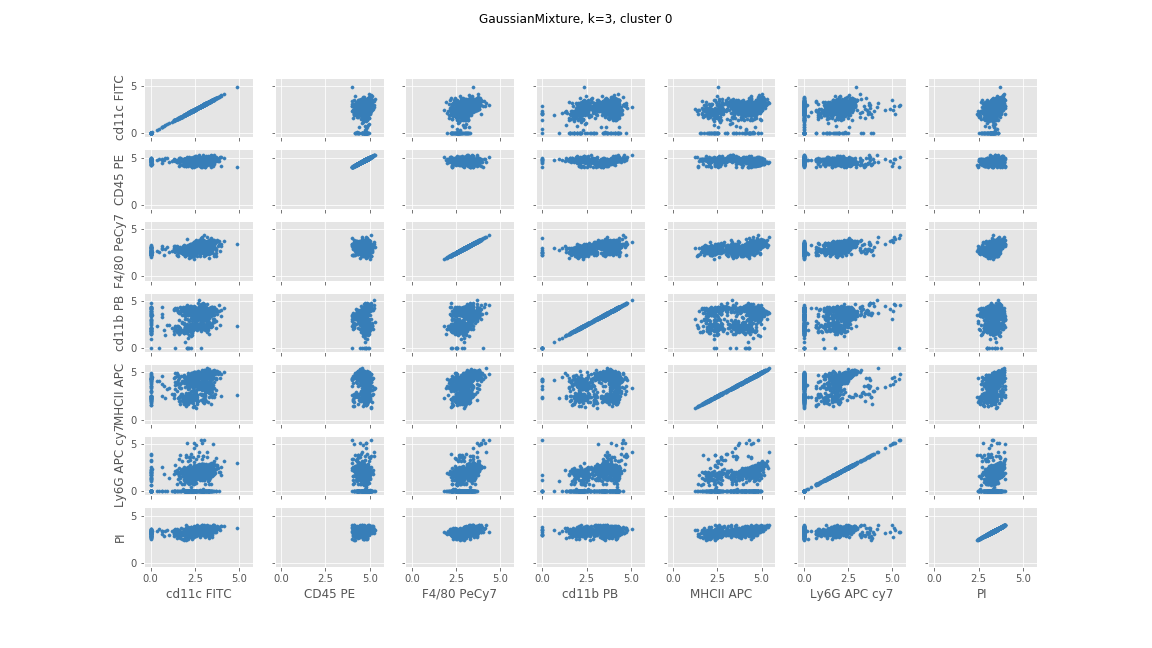 GaussianMixture, k=3, cluster 0
cd11c FITC
5
0
CD45 PE
5
0
F4/80 PeCy7
5
0
cd11b PB
5
0
MHCII APC
5
0
Ly6G APC cy7
5
0
PI
5
0
0.0 2.5 5.0 0.0 2.5 5.0 0.0 2.5 5.0 0.0 2.5 5.0 0.0 2.5 5.0 0.0 2.5 5.0 0.0 2.5 5.0
cd11c FITC CD45 PE F4/80 PeCy7 cd11b PB MHCII APC Ly6G APC cy7 PI